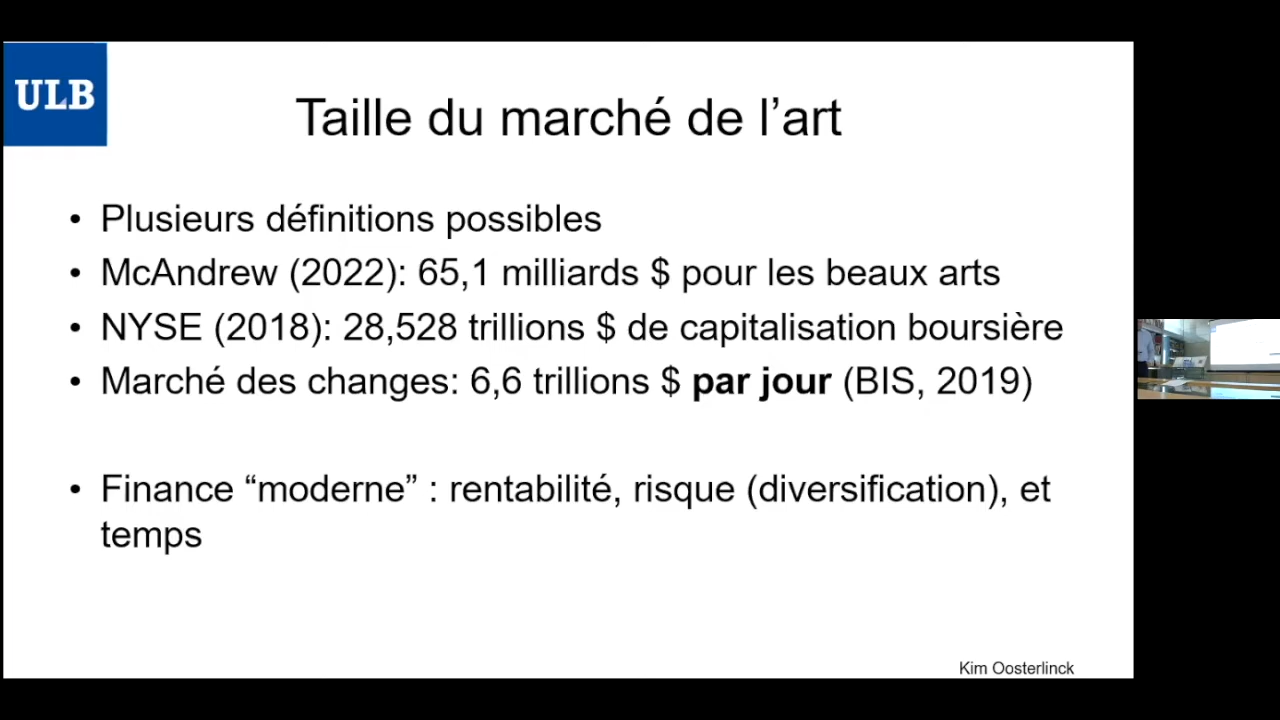 ULB
Taille du marché de l’art
• Plusieurs définitions possibles
• McAndrew (2022): 65,1 milliards $ pour les beaux arts
• NYSE (2018): 28,528 trillions $ de capitalisation boursière
• Marché des changes: 6,6 trillions $ par jour (BIS, 2019)
• Finance “moderne” : rentabilité, risque (diversification), et
temps
Kim Oosterlinck